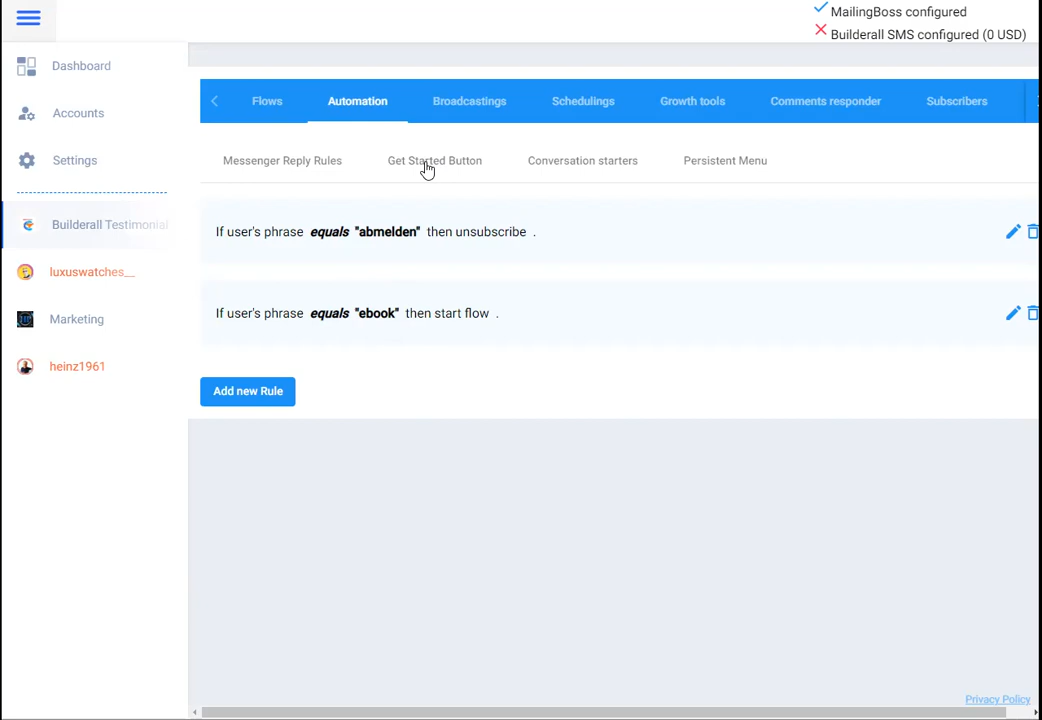 MailingBoss configured
Builderall SMS configured (0 USD)
Dashboard
Accounts
Settings
Builderall Testimonial
luxuswatches__
Marketing
heinz1961
Flows Automation Broadcastings Schedulings Growth tools Comments responder Subscribers
Messenger Reply Rules Get Started Button Conversation starters Persistent Menu
If user's phrase equals "abmelden" then unsubscribe .
If user's phrase equals "ebook" then start flow .
Add new Rule
Privacy Policy